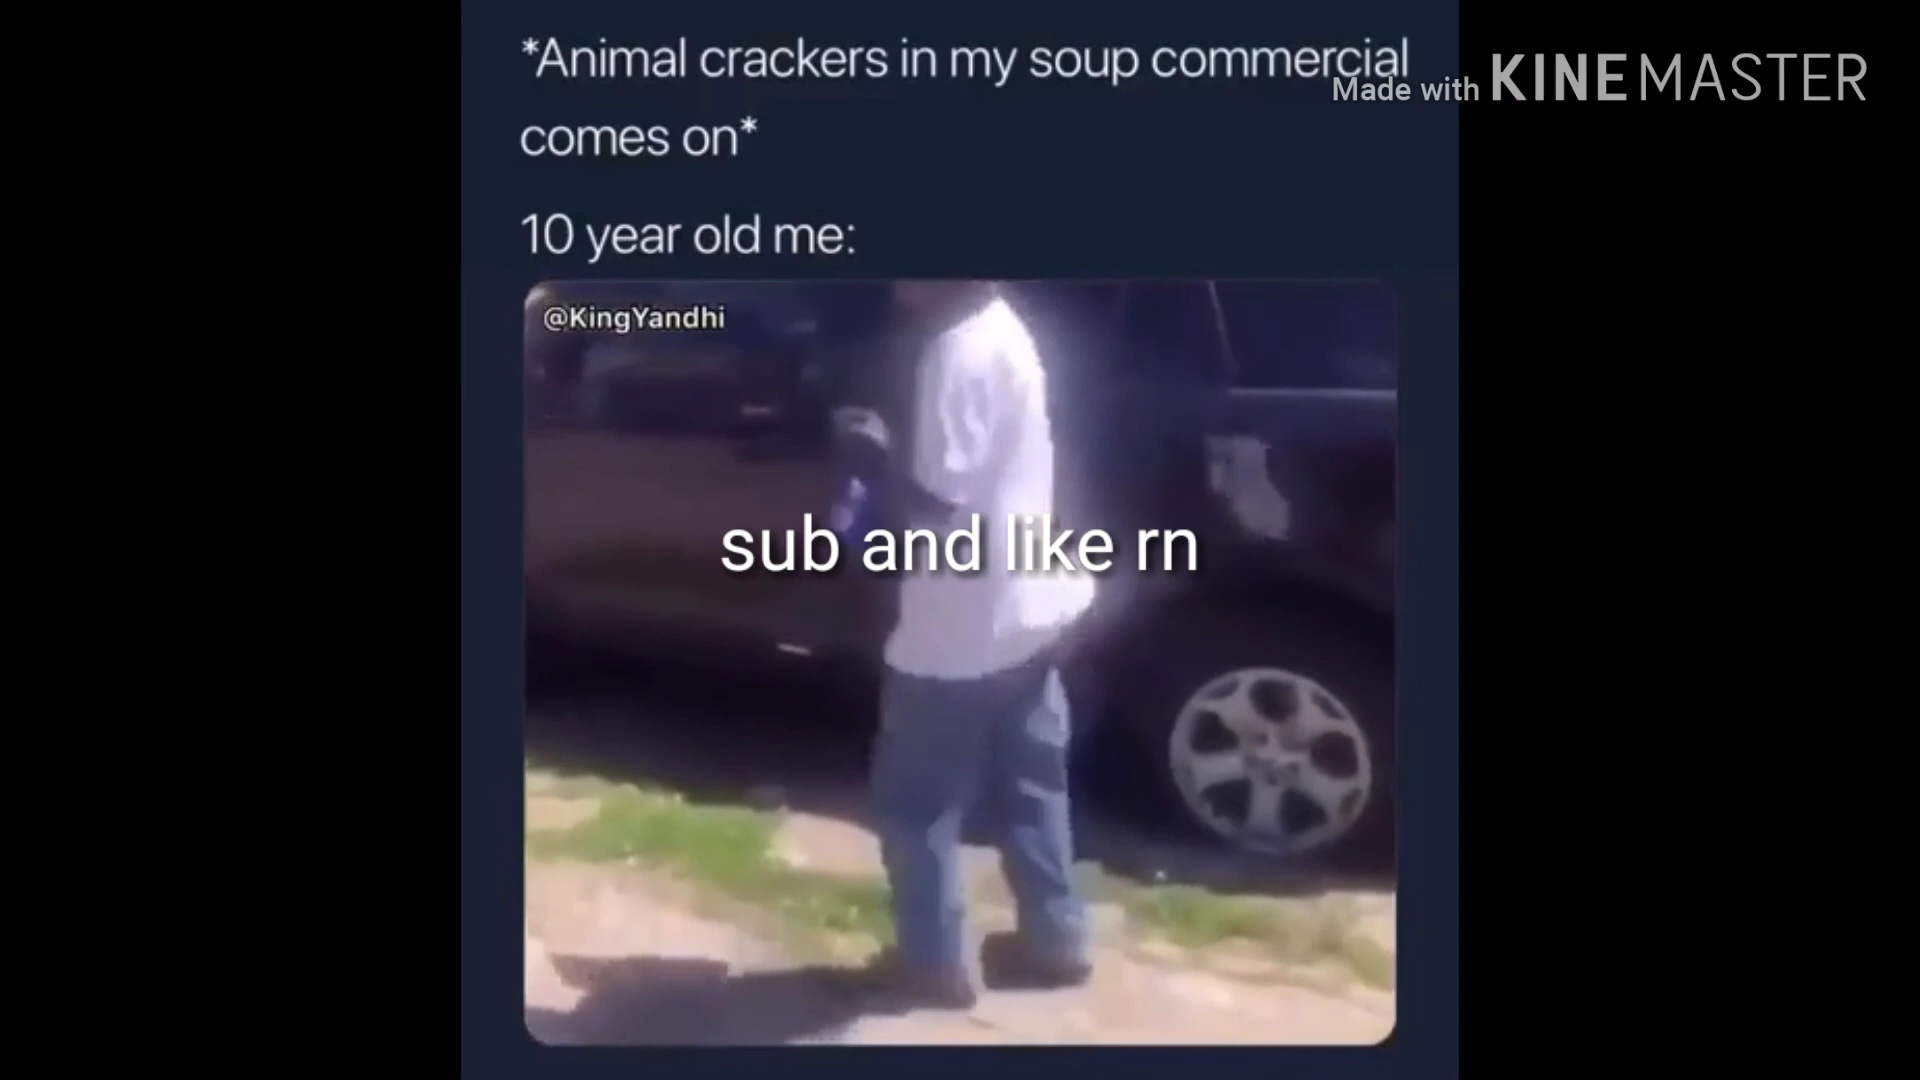 *Animal crackers in my soup commercial
Made with KINEMASTER
comes on*
10 year old me:
@KingYandhi
sub and like rn